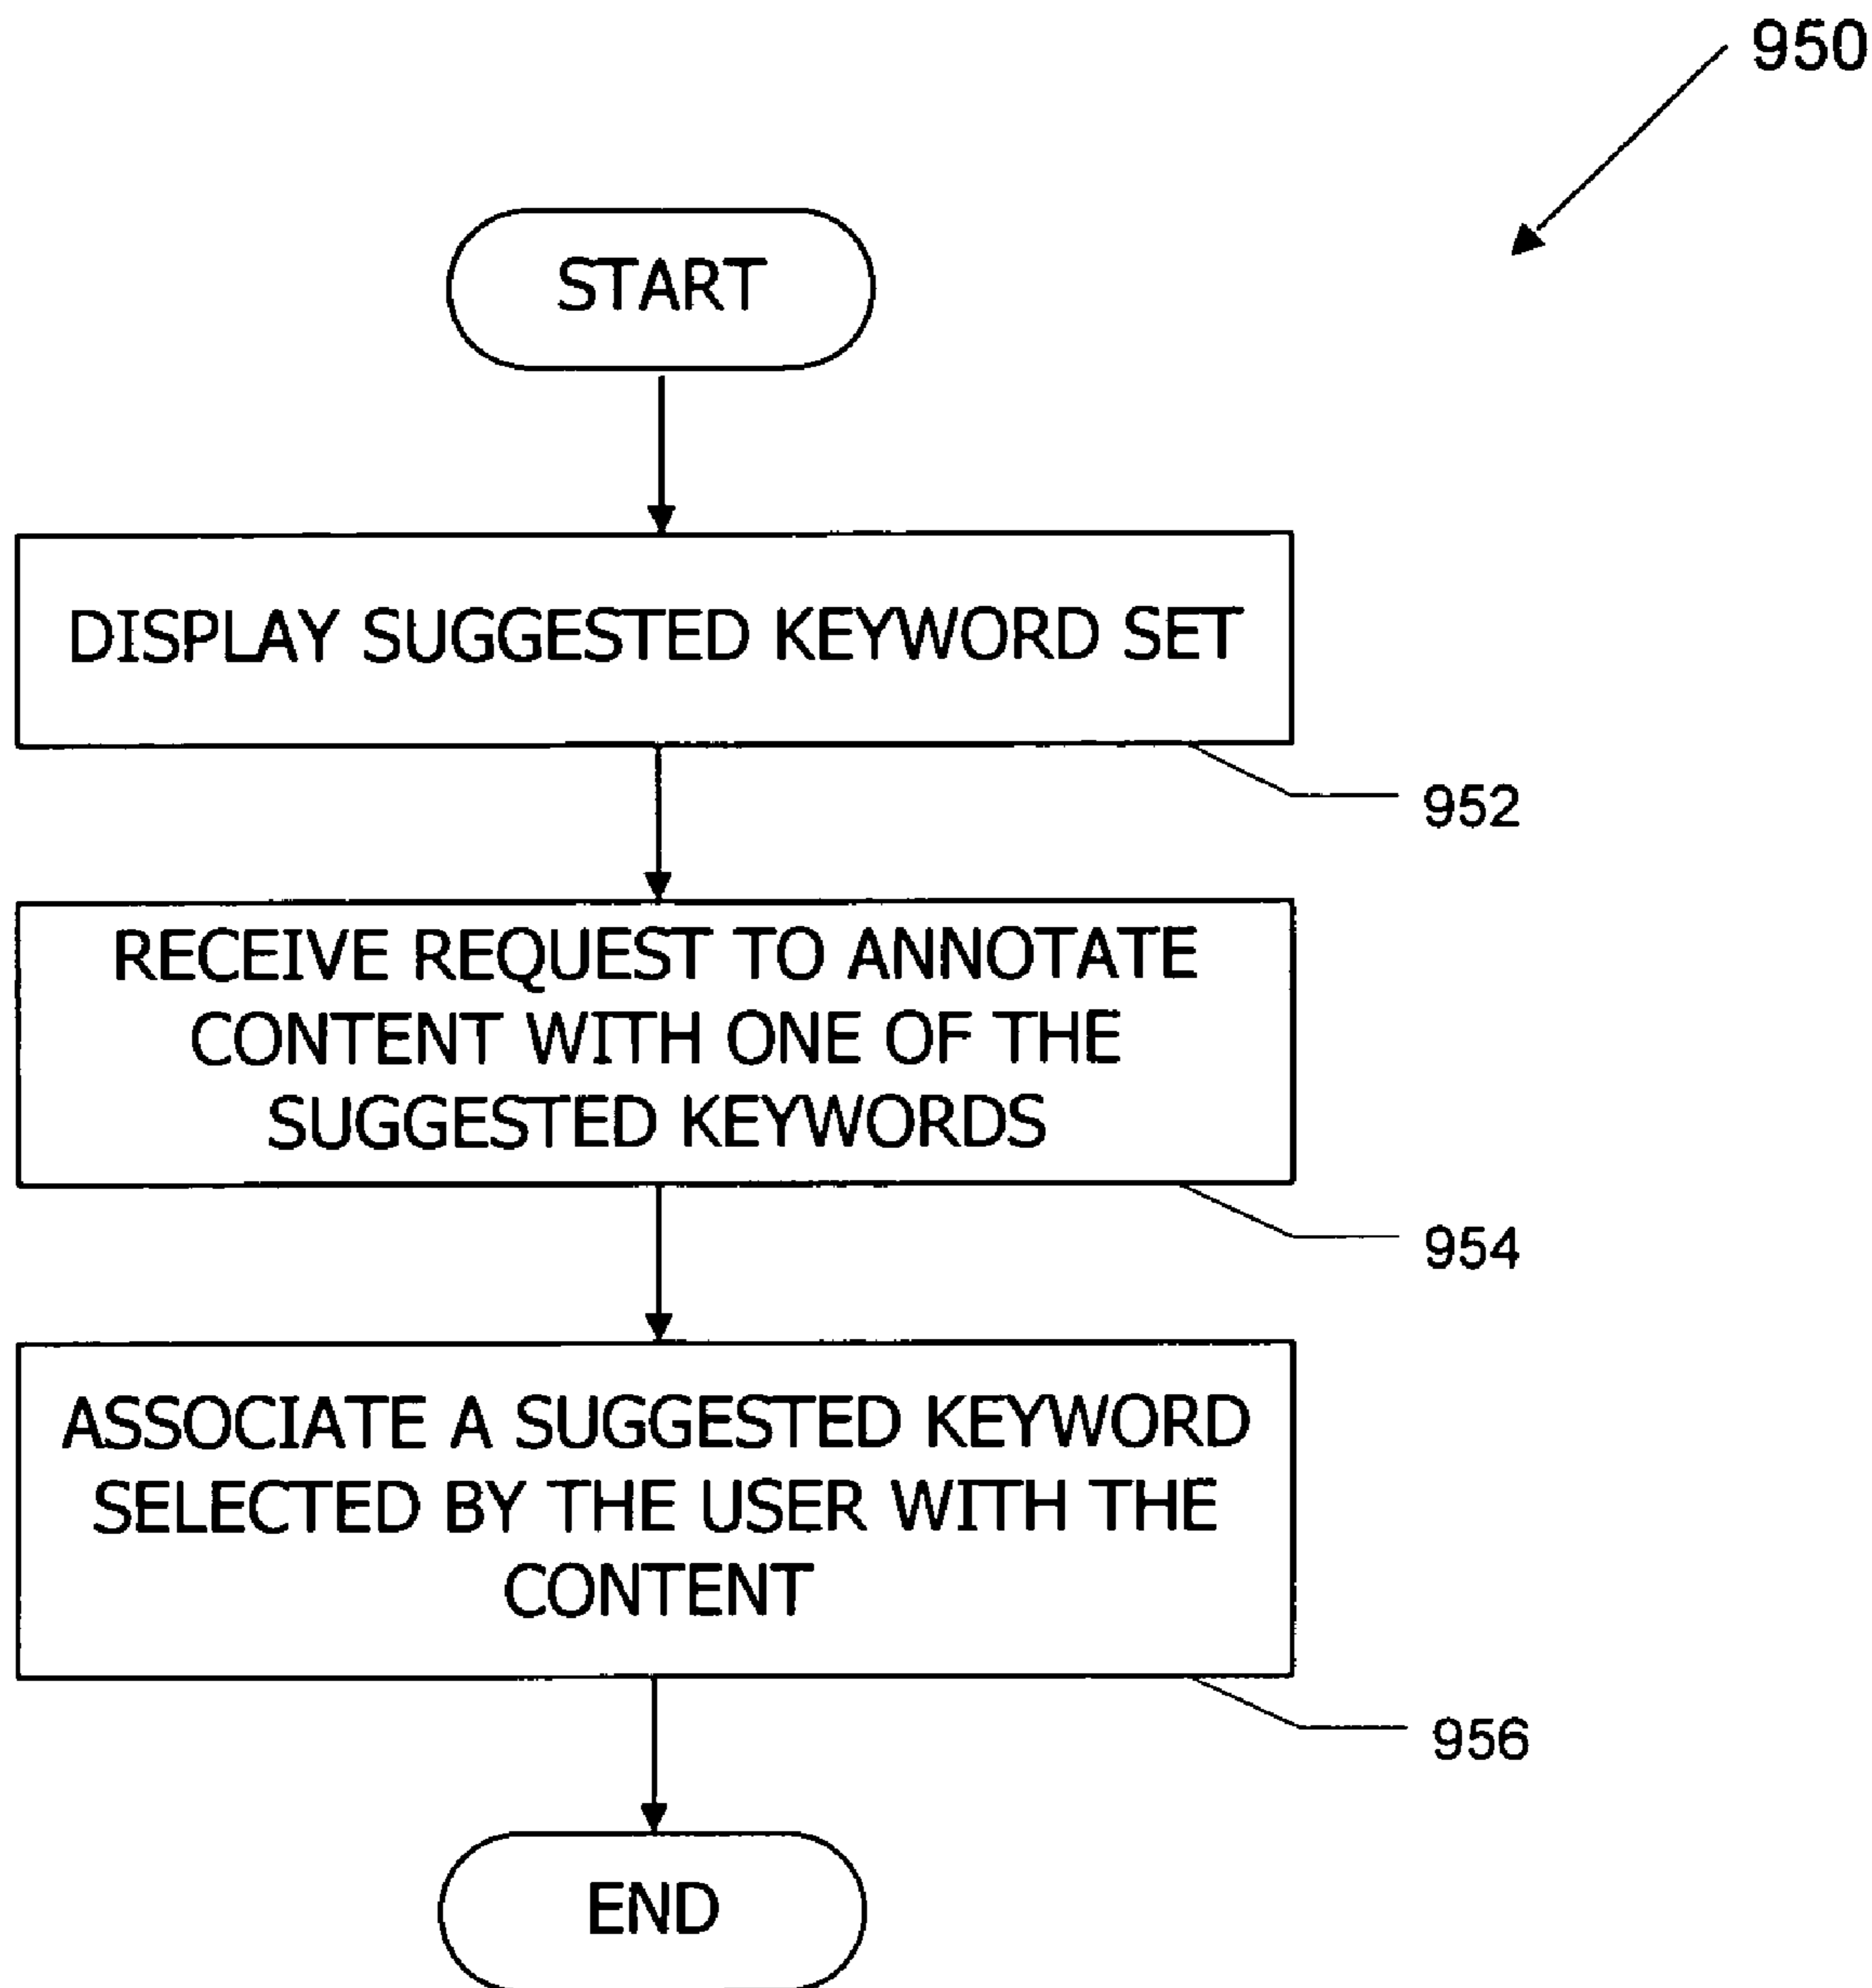 950
START
DISPLAY SUGGESTED KEYWORD SET
952
RECEIVE REQUEST TO ANNOTATE
CONTENT WITH ONE OF THE
SUGGESTED KEYWORDS
954
ASSOCIATE A SUGGESTED KEYWORD
SELECTED BY THE USER WITH THE
CONTENT
956
END